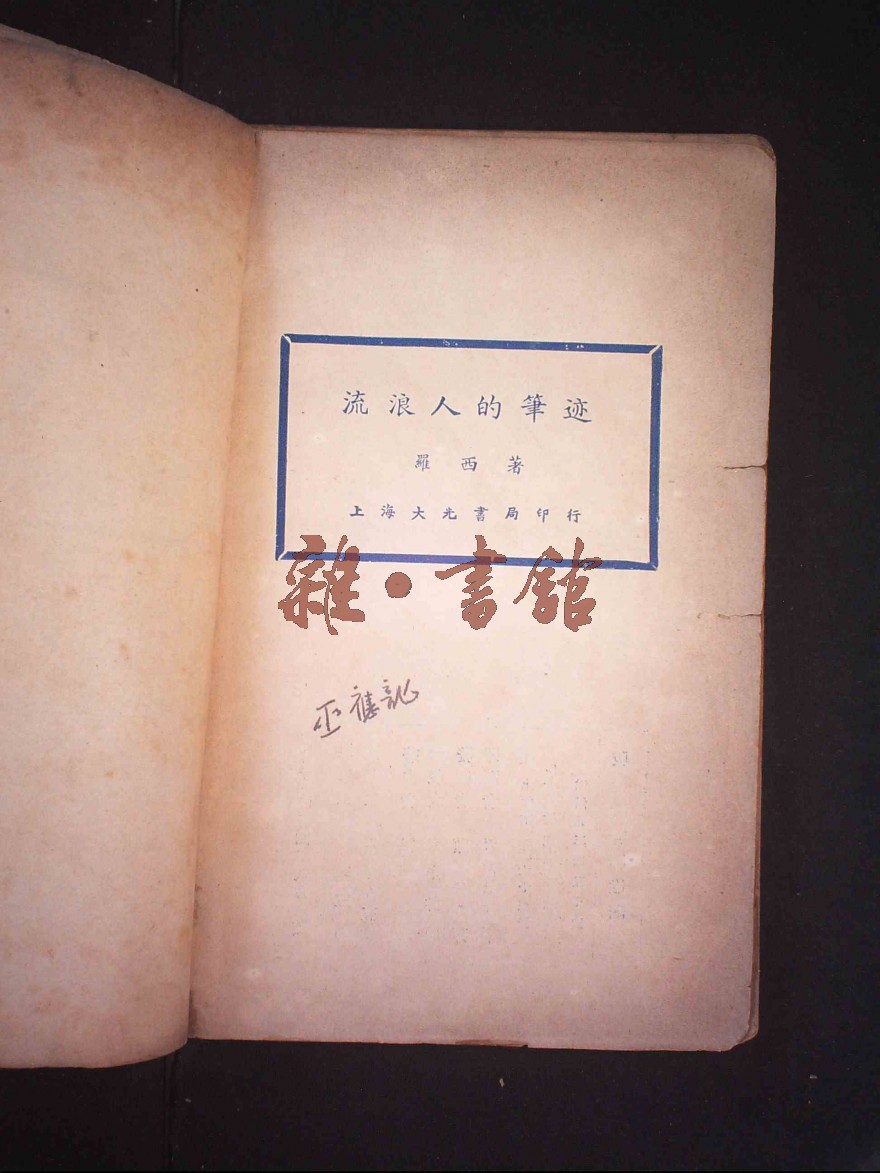 流浪人的筆迹
羅西著
上海大光書局印行
雜·書館